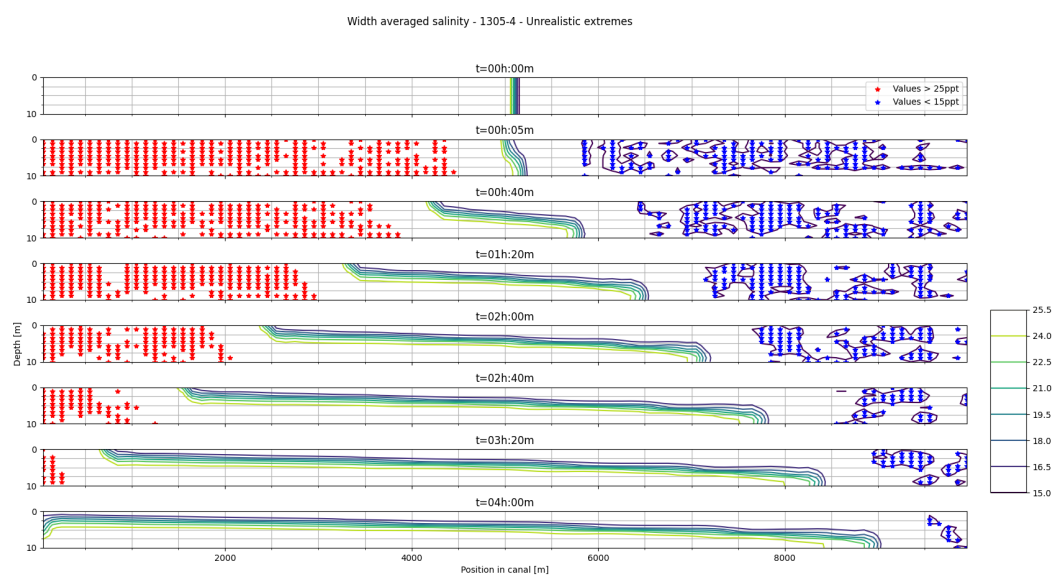 Width averaged salinity - 1305-4 - Unrealistic extremes
t=00h:00m
0
10
Values > 25ppt
Values < 15ppt
t=00h:05m
0
10
t=00h:40m
0
10
t=01h:20m
0
10
t=02h:00m
0
10
t=02h:40m
0
10
t=03h:20m
0
10
t=04h:00m
0
10
2000 4000 6000 8000
Position in canal [m]
Depth [m]
25.5
24.0
22.5
21.0
19.5
18.0
16.5
15.0